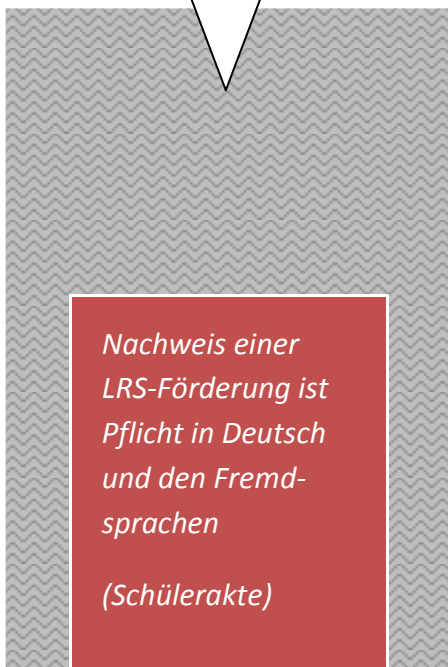 Nachweis einer
LRS-Förderung ist
Pflicht in Deutsch
und den Fremd-
sprachen
(Schülerakte)